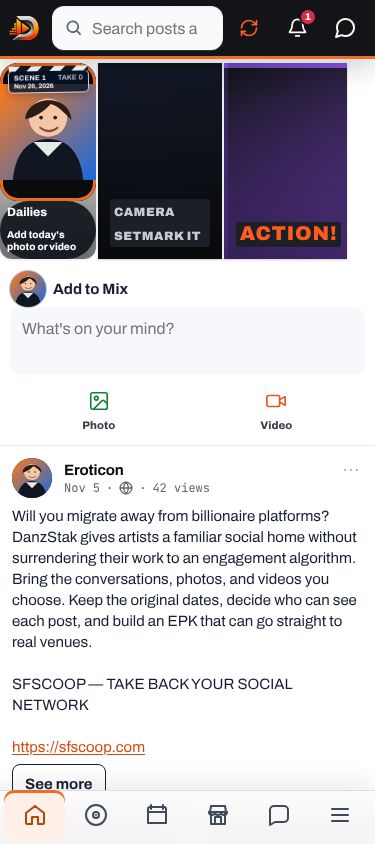 Search posts a
1
SCENE 1 TAKE 0
Nov 26, 2026
Dailies
Add today's
photo or video
CAMERA
SET MARK IT
ACTION!
Add to Mix
What's on your mind?
Photo
Video
Eroticon
Nov 5 · 42 views
Will you migrate away from billionaire platforms?
DanzStak gives artists a familiar social home without
surrendering their work to an engagement algorithm.
Bring the conversations, photos, and videos you
choose. Keep the original dates, decide who can see
each post, and build an EPK that can go straight to
real venues.
SFSCOOP — TAKE BACK YOUR SOCIAL
NETWORK
https://sfscoop.com
See more